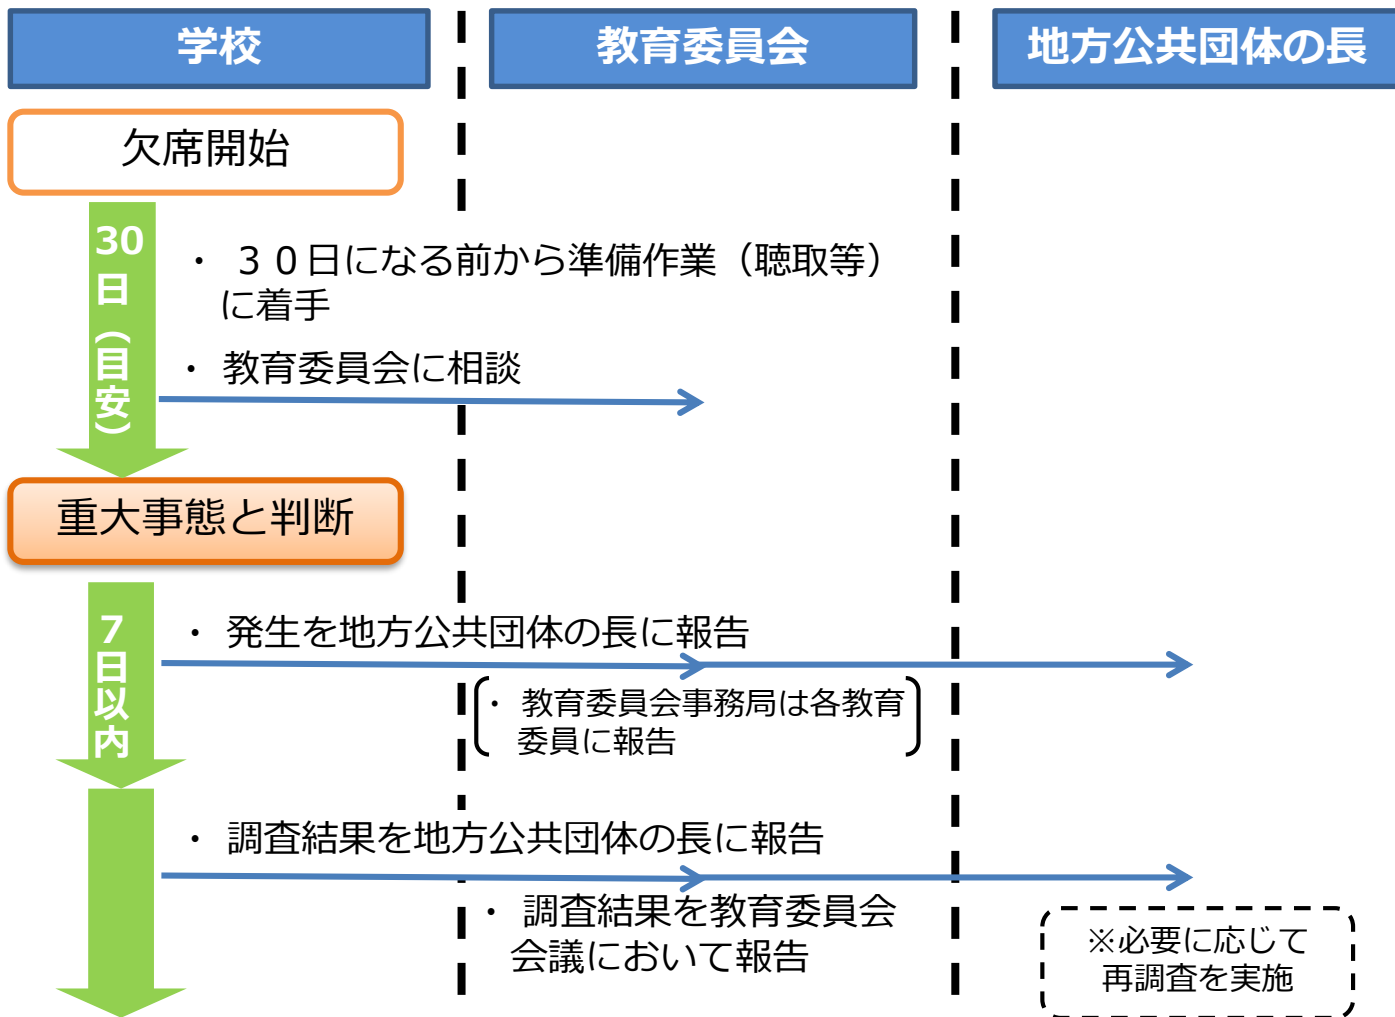 学校
教育委員会
地方公共団体の長
欠席開始
30日（目安）
・ ３０日になる前から準備作業（聴取等）
に着手
・ 教育委員会に相談
重大事態と判断
7日以内
・ 発生を地方公共団体の長に報告
・ 教育委員会事務局は各教育
委員に報告
・ 調査結果を地方公共団体の長に報告
・ 調査結果を教育委員会
会議において報告
※必要に応じて
再調査を実施